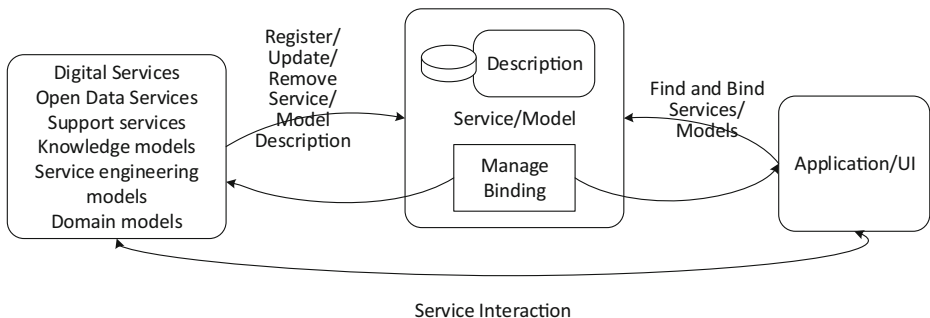 Digital Services
Open Data Services
Support services
Knowledge models
Service engineering
models
Domain models
Register/
Update/
Remove
Service/
Model
Description
Description
Service/Model
Manage
Binding
Find and Bind
Services/
Models
Application/UI
Service Interaction